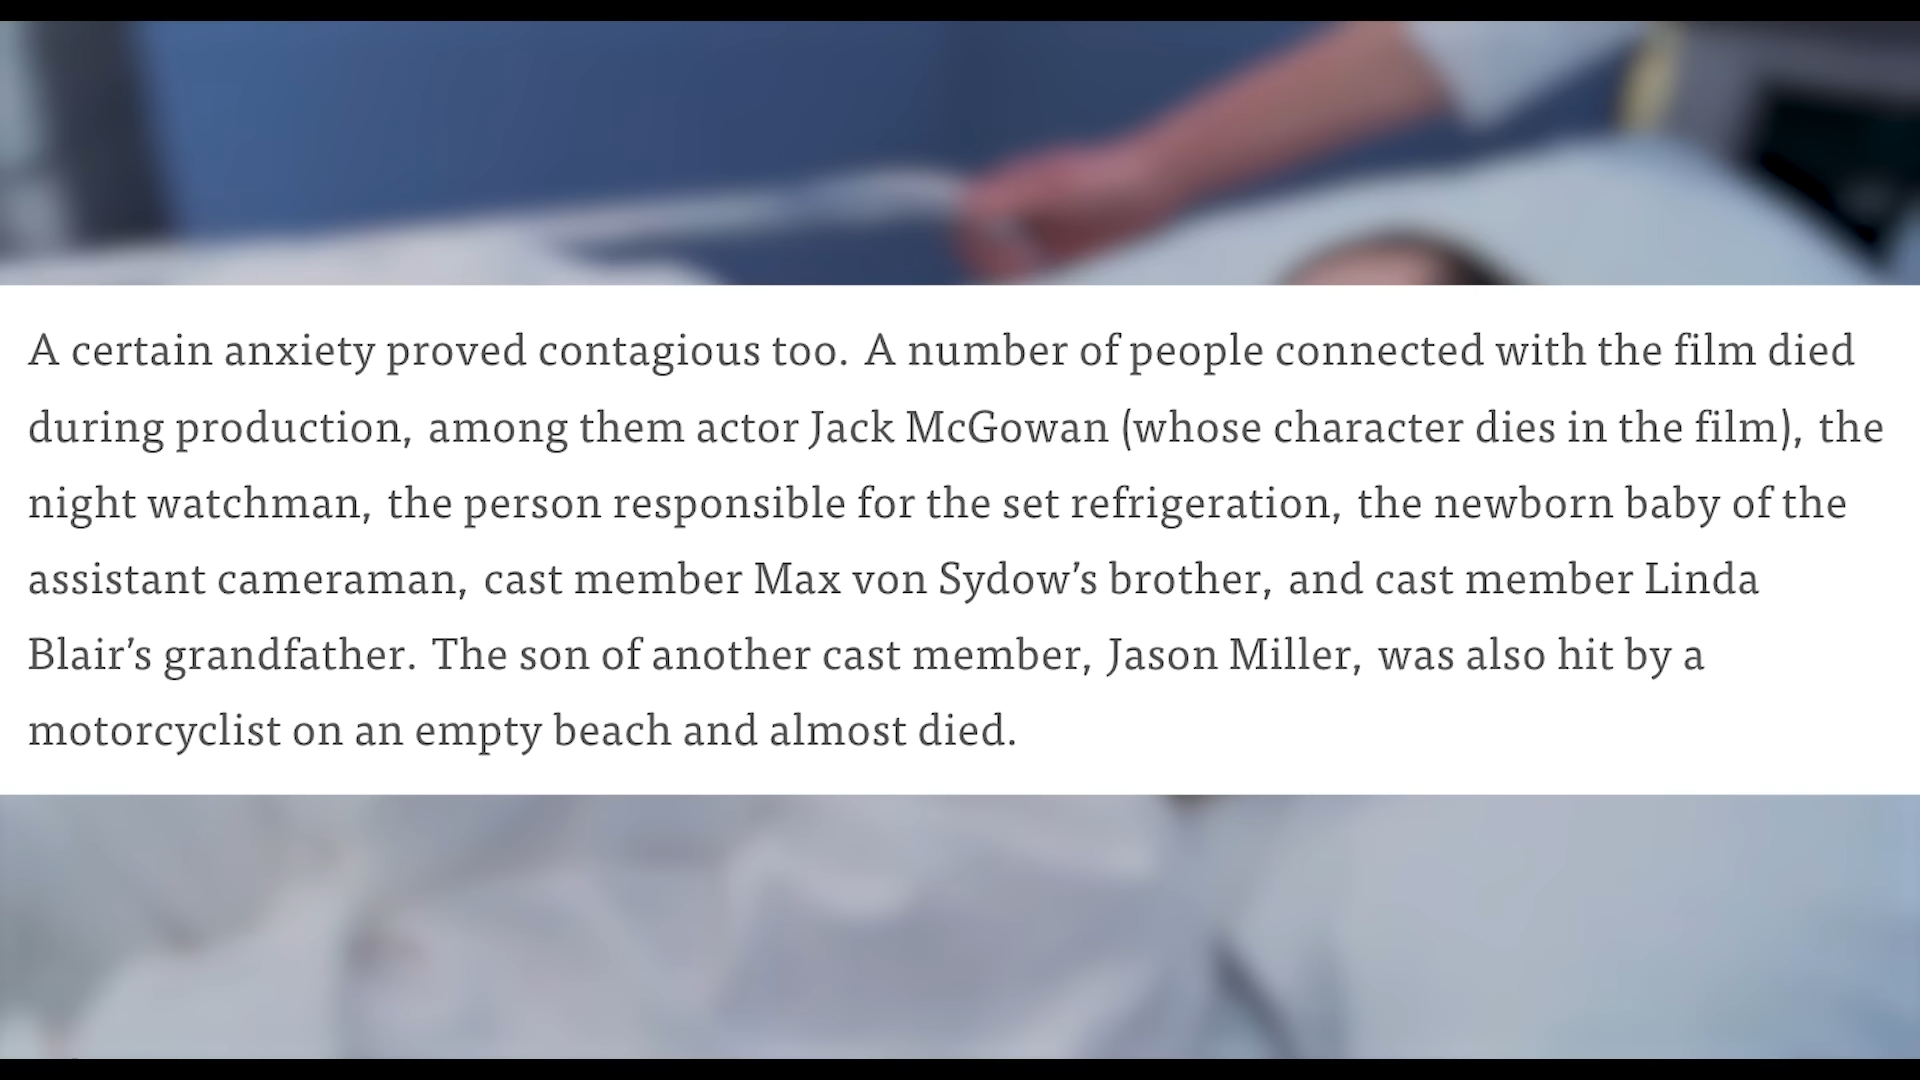 A certain anxiety proved contagious too. A number of people connected with the film died
during production, among them actor Jack McGowan (whose character dies in the film), the
night watchman, the person responsible for the set refrigeration, the newborn baby of the
assistant cameraman, cast member Max von Sydow’s brother, and cast member Linda
Blair’s grandfather. The son of another cast member, Jason Miller, was also hit by a
motorcyclist on an empty beach and almost died.